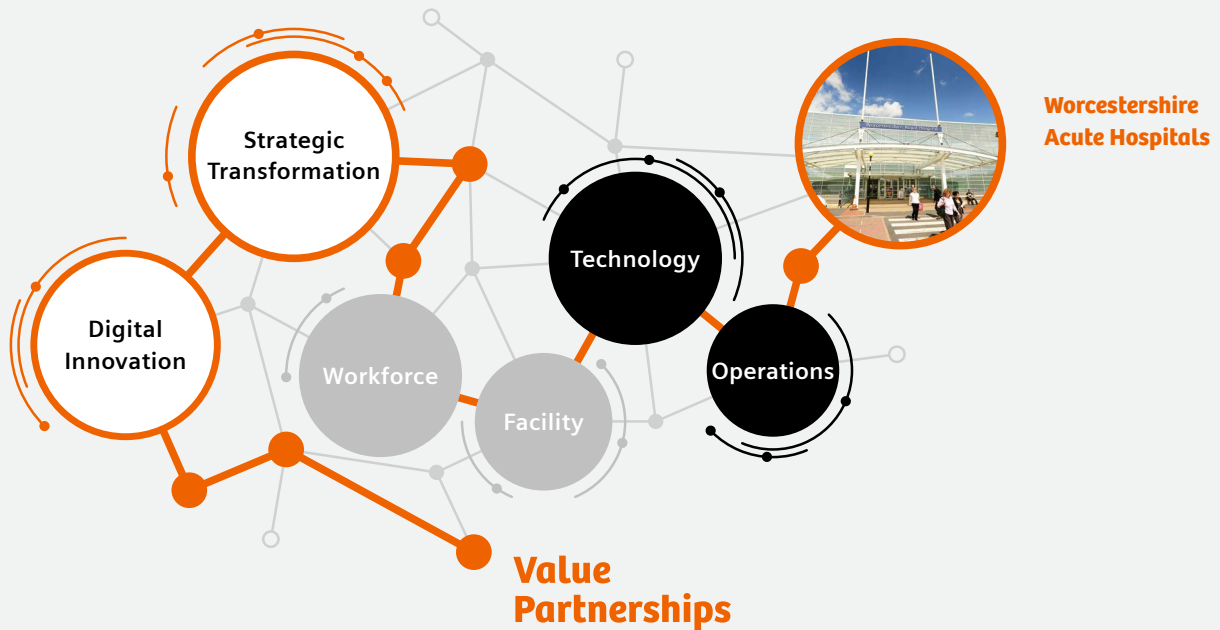 Strategic
Transformation
Worcestershire
Acute Hospitals
Technology
Digital
Innovation
Workforce
Operations
Facility
Value
Partnerships